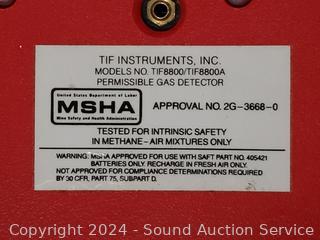 TIF INSTRUMENTS, INC.
MODELS NO. TIF8800/TIF8800A
PERMISSIBLE GAS DETECTOR
United States Department of Labor
MSHA
Mine Safety and Health Administration
APPROVAL NO. 2G-3668-0
TESTED FOR INTRINSIC SAFETY
IN METHANE-AIR MIXTURES ONLY
WARNING: MSHA APPROVED FOR USE WITH SAFT PART NO. 405421
BATTERIES ONLY. RECHARGE IN FRESH AIR ONLY.
NOT APPROVED FOR COMPLIANCE DETERMINATIONS REQUIRED
BY 30 CFR, PART 75, SUBPART D.
Copyright 2024 - Sound Auction Service